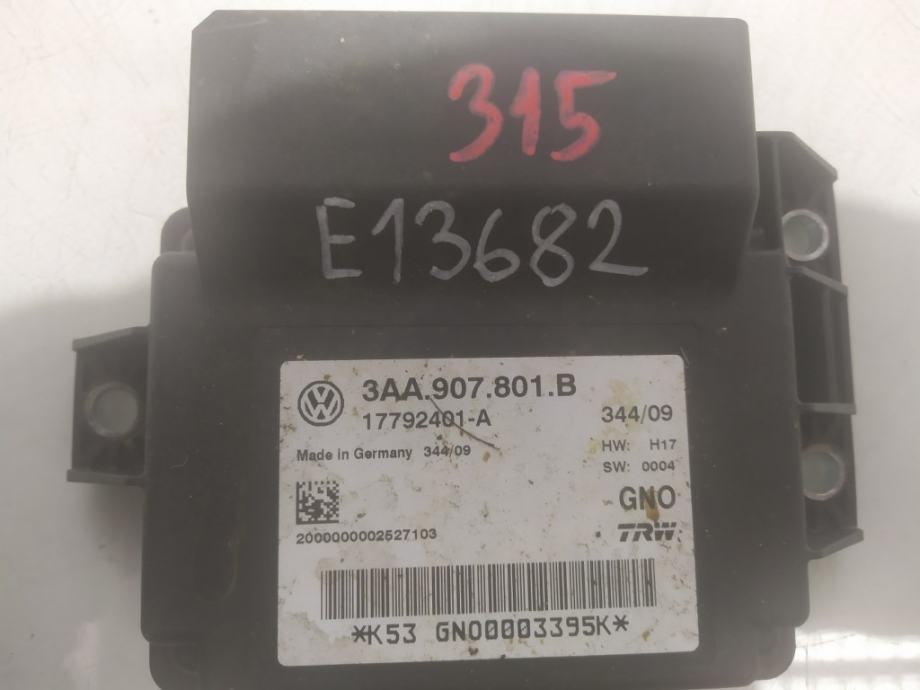 315
E13682
3AA.907.801.B
17792401-A
344/09
Made in Germany 344/09
HW: H17
SW: 0004
GNO
TRW
2000000002527103
*K53 GNO00003395K*